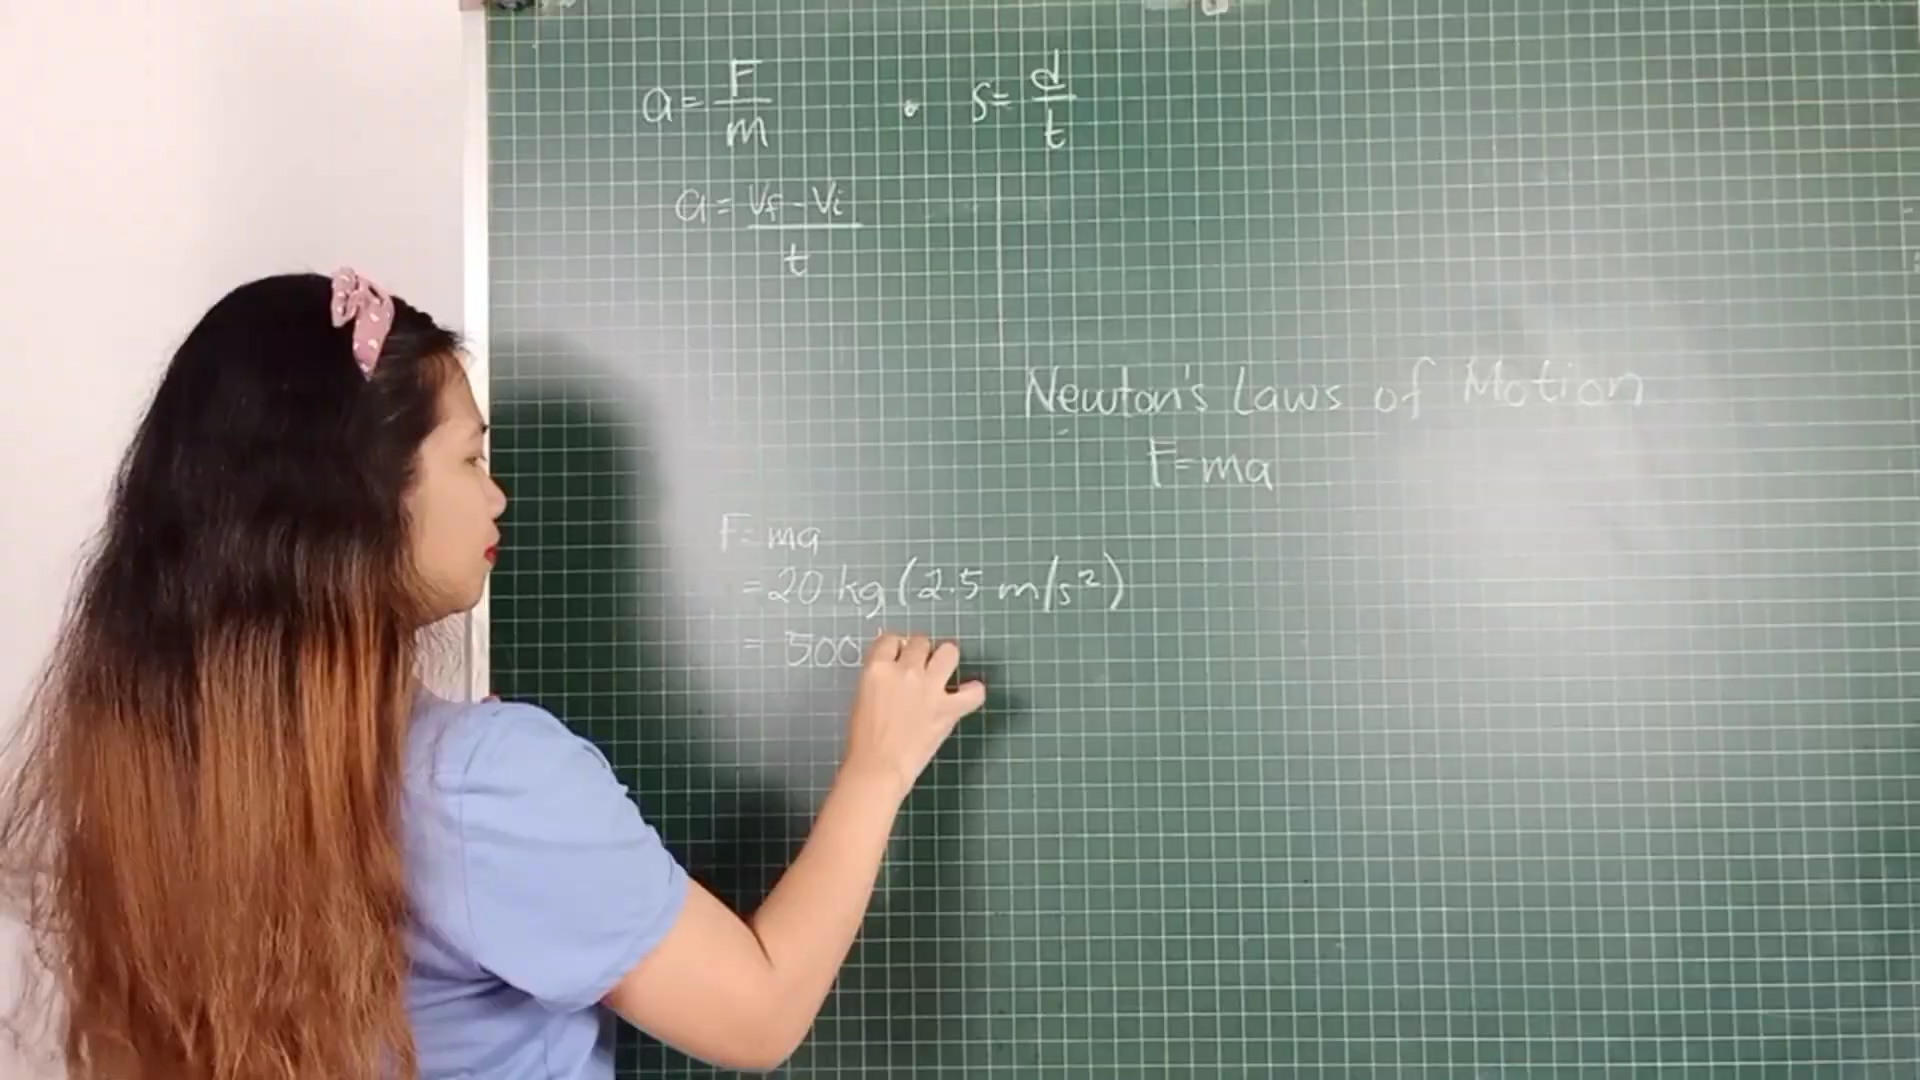 a = F/m
• S = d/t
a = Vf - Vi / t
Newton's Laws of Motion
F = ma
F = ma
= 20 kg (2.5 m/s²)
= 500